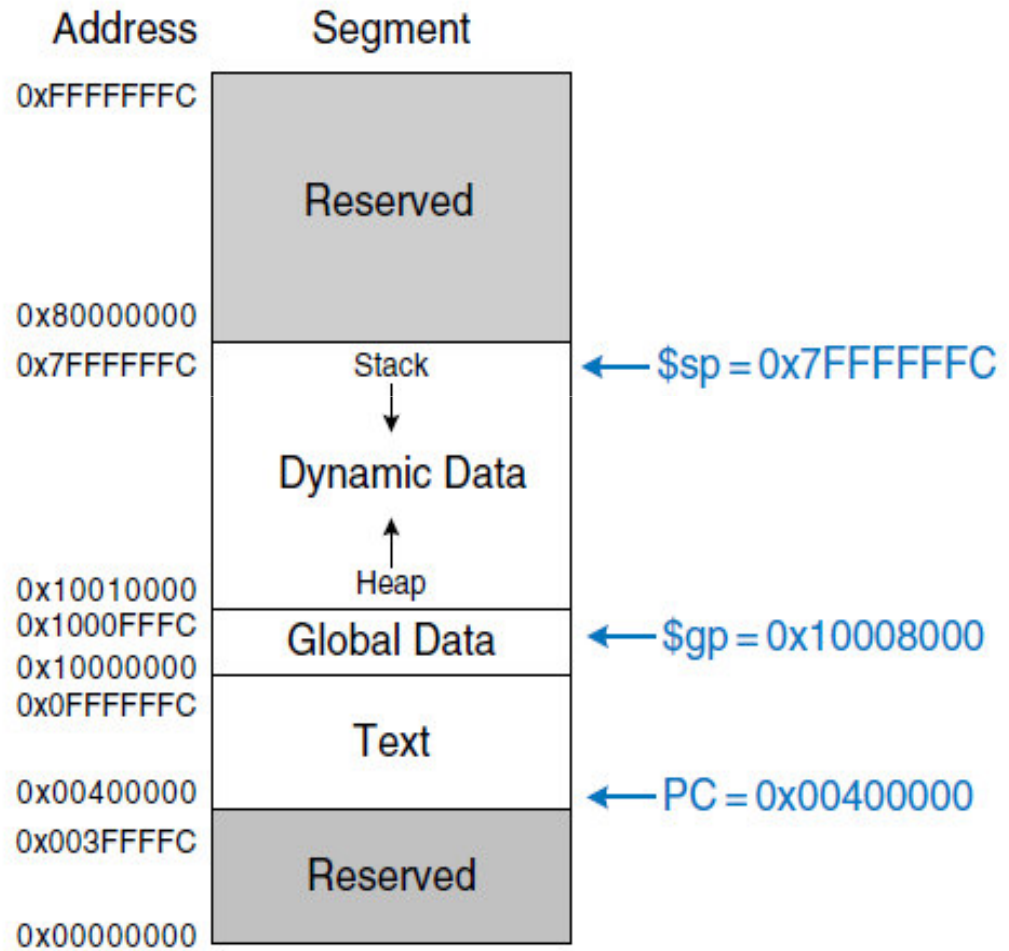 Address Segment
0xFFFFFFFC
Reserved
0x80000000
0x7FFFFFFC Stack $sp = 0x7FFFFFFC
Dynamic Data
0x10010000 Heap
0x1000FFFC
Global Data $gp = 0x10008000
0x10000000
0x0FFFFFFC
Text
0x00400000 PC = 0x00400000
0x003FFFFC
Reserved
0x00000000